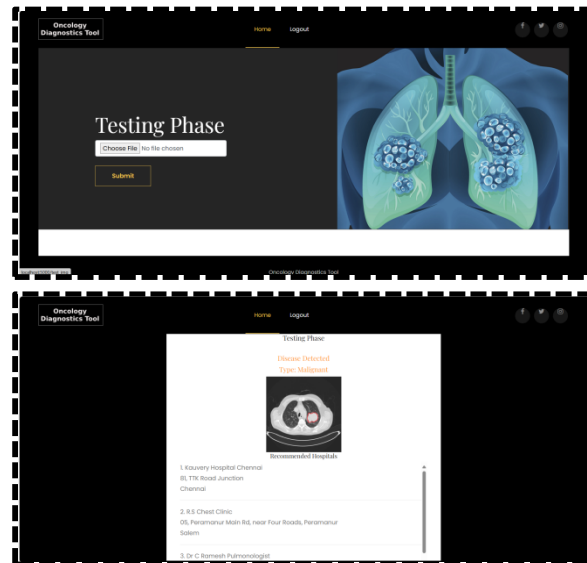 Oncology
Diagnostics Tool
Home
Logout
Testing Phase
Choose File No file chosen
Submit
Oncology Diagnostics Tool
Oncology
Diagnostics Tool
Home
Logout
Testing Phase
Disease Detected
Type: Malignant
Recommended Hospitals
1. Kauvery Hospital Chennai
81, TTK Road Junction
Chennai
2. R.S Chest Clinic
05, Peramanur Main Rd, near Four Roads, Peramanur
Salem
3. Dr C Ramesh Pulmonologist